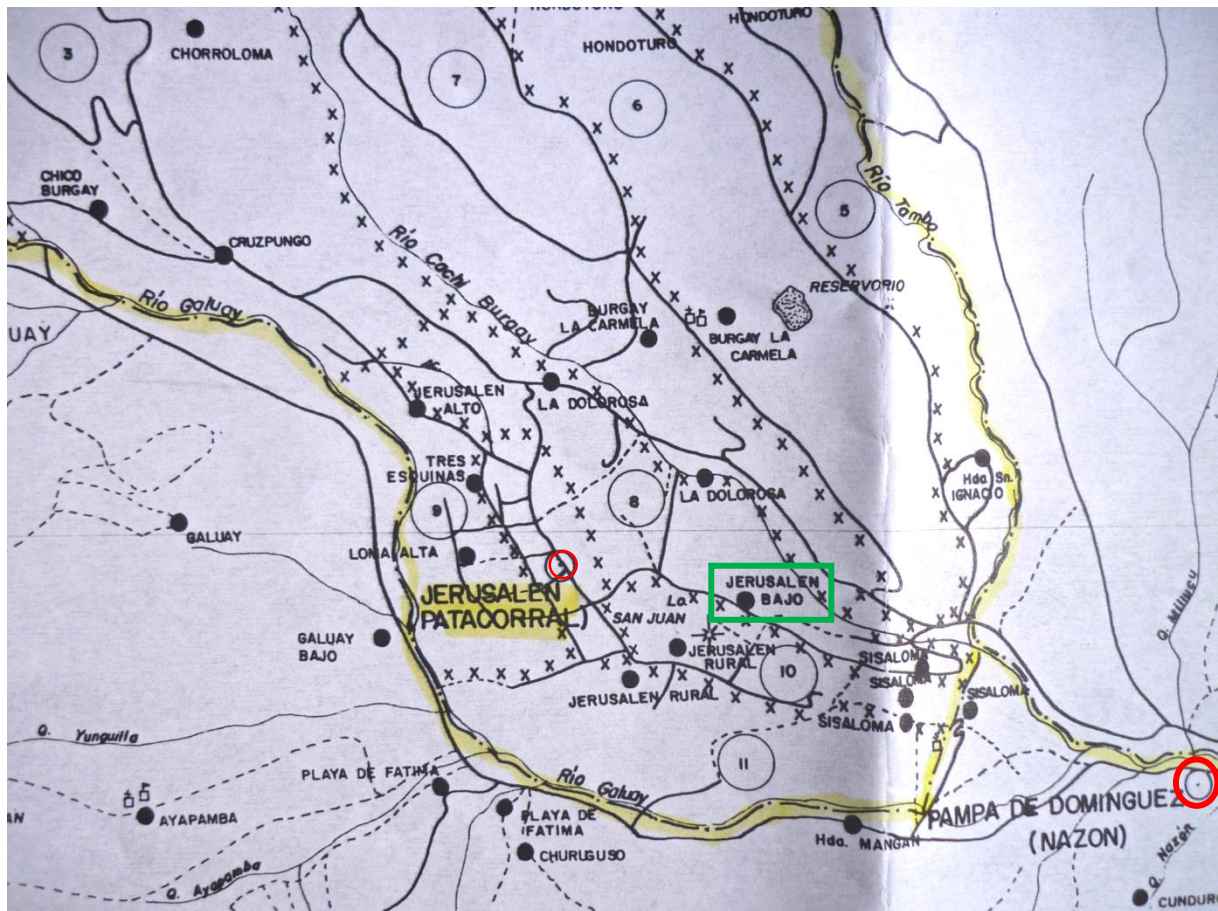 HONDOTURO
HONDOTURO
HONDOTURO
3
CHORROLOMA
7
6
CHICO
BURGAY
CRUZPUNGO
5
Río Tambo
Río Galuay
Río Cachi Burgay
RESERVORIO
UAY
BURGAY
LA CARMELA
BURGAY LA
CARMELA
JERUSALEN
ALTO
LA DOLOROSA
TRES
ESQUINAS
8
LA DOLOROSA
Hda. Sn.
IGNACIO
9
GALUAY
LOMA ALTA
JERUSALEN
BAJO
JERUSALEN
PATACORRAL)
La
SAN JUAN
GALUAY
BAJO
JERUSALEN
RURAL
10
SISALOMA
SISALOMA
SISALOMA
JERUSALEN RURAL
SISALOMA
Q. Yunguilla
PLAYA DE FATIMA
11
Río Galuay
AYAPAMBA
PLAYA DE
FATIMA
Hda. MANGAN
PAMPA DE DOMINGUEZ
(NAZON)
CHURUGUSO
Q. Ayapamba
Q. Nazón
CUNDUR